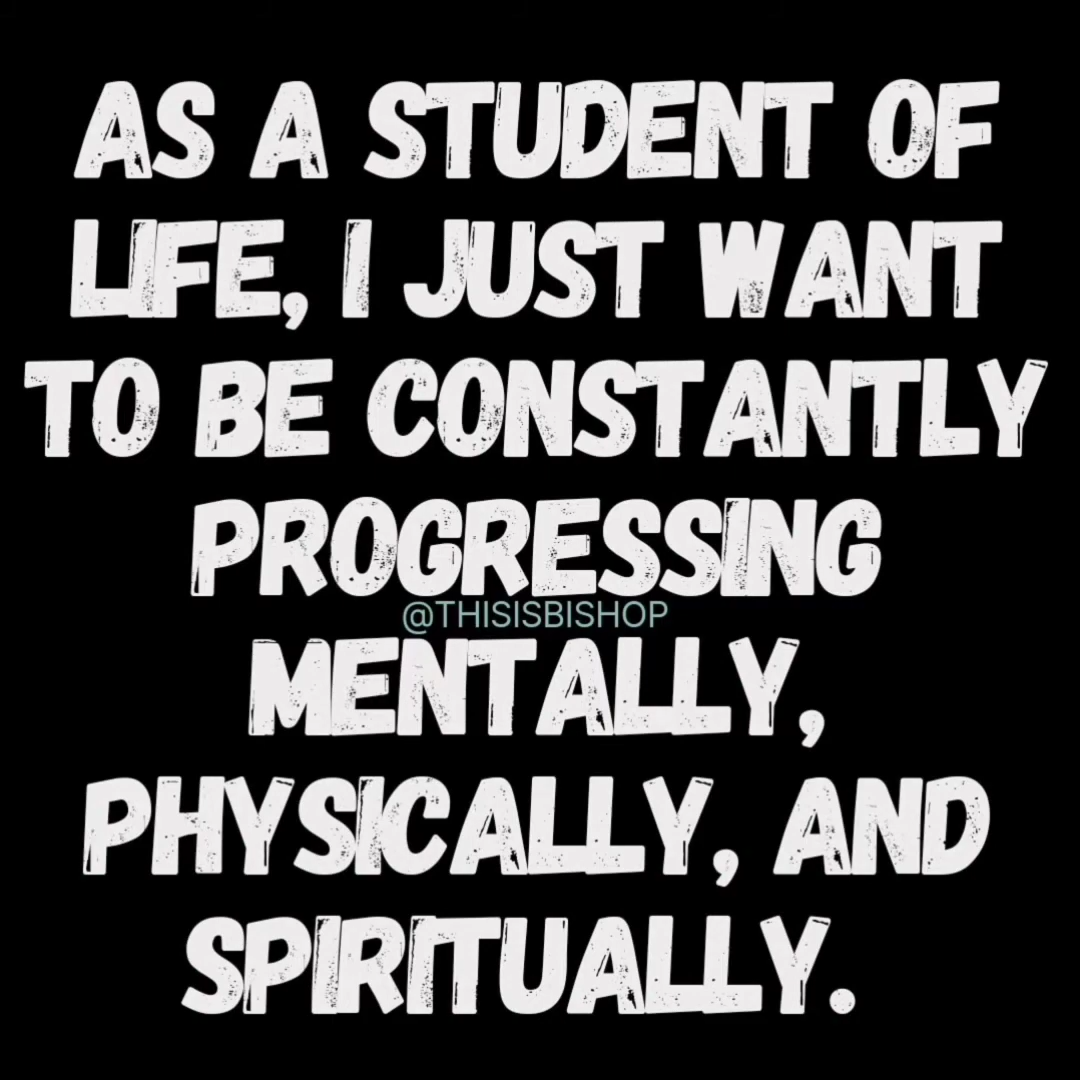 AS A STUDENT OF
LIFE, I JUST WANT
TO BE CONSTANTLY
PROGRESSING
@THISISBISHOP
MENTALLY,
PHYSICALLY, AND
SPIRITUALLY.